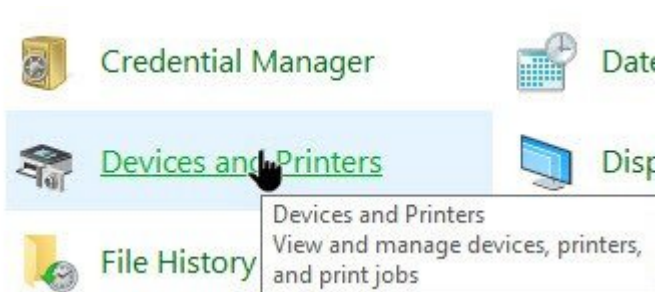 Credential Manager
Date
Devices and Printers
Disp
File History
Devices and Printers
View and manage devices, printers,
and print jobs